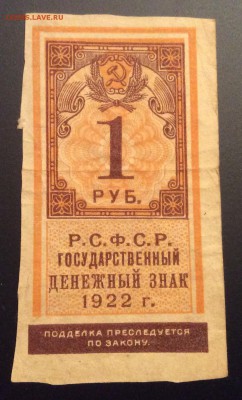 1
РУБ.
Р.С.Ф.С.Р.
ГОСУДАРСТВЕННЫЙ
ДЕНЕЖНЫЙ ЗНАК
1922 г.
ПОДДЕЛКА ПРЕСЛЕДУЕТСЯ
ПО ЗАКОНУ.